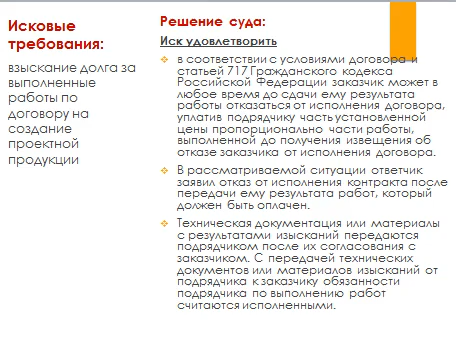 Исковые
требования:
взыскание долга за
выполненные
работы по
договору на
создание
проектной
продукции
Решение суда:
Иск удовлетворить
в соответствии с условиями договора и
статьей 717 Гражданского кодекса
Российской Федерации заказчик может в
любое время до сдачи ему результата
работы отказаться от исполнения договора,
уплатив подрядчику часть установленной
цены пропорционально части работы,
выполненной до получения извещения об
отказе заказчика от исполнения договора.
В рассматриваемой ситуации ответчик
заявил отказ от исполнения контракта после
передачи ему результата работ, который
должен быть оплачен.
Техническая документация или материалы
с результатами изысканий передаются
подрядчиком после их согласования с
заказчиком. С передачей технических
документов или материалов изысканий от
подрядчика к заказчику обязанности
подрядчика по выполнению работ
считаются исполненными.